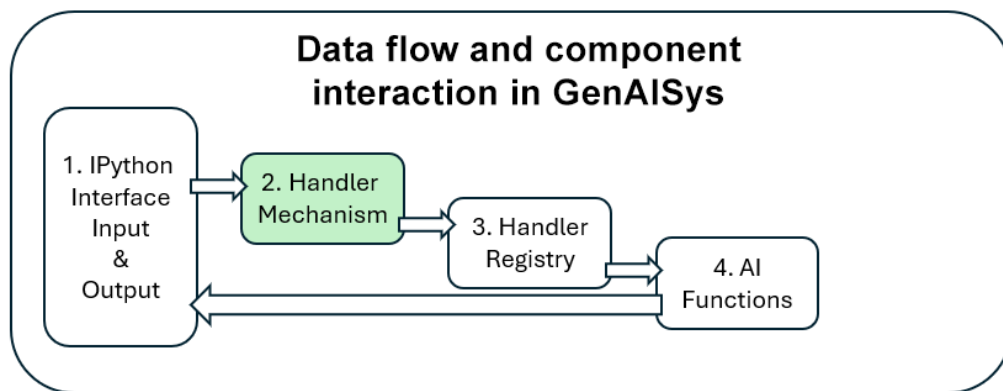 Data flow and component
interaction in GenAISys
1. IPython
Interface
Input
&
Output
2. Handler
Mechanism
3. Handler
Registry
4. AI
Functions